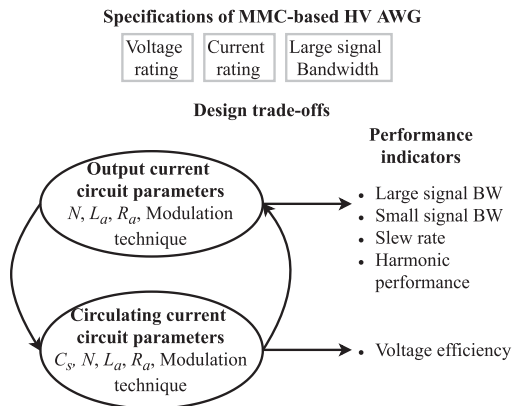 Specifications of MMC-based HV AWG
Voltage
rating
Current
rating
Large signal
Bandwidth
Design trade-offs
Output current
circuit parameters
N, Lₐ, Rₐ, Modulation
technique
Circulating current
circuit parameters
Cₛ, N, Lₐ, Rₐ, Modulation
technique
Performance
indicators
• Large signal BW
• Small signal BW
• Slew rate
• Harmonic
performance
• Voltage efficiency